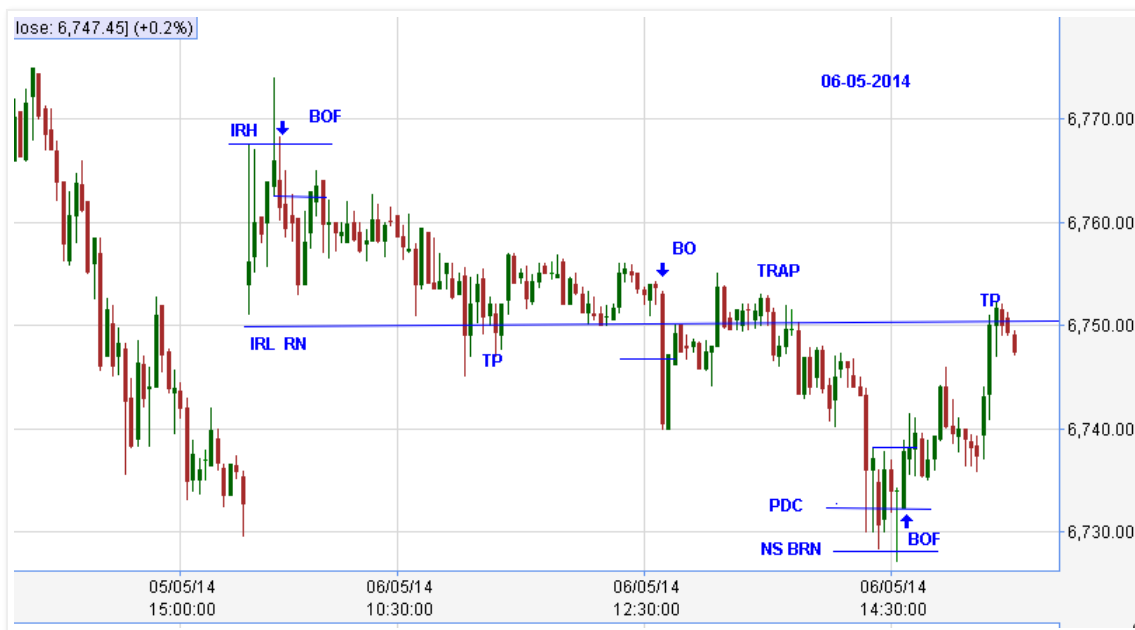 lose: 6,747.45] (+0.2%)
06-05-2014
BOF
IRH
6,770.00
6,760.00
BO
TRAP
TP
IRL RN
TP
6,750.00
6,740.00
PDC
BOF
NS BRN
6,730.00
05/05/14
15:00:00
06/05/14
10:30:00
06/05/14
12:30:00
06/05/14
14:30:00